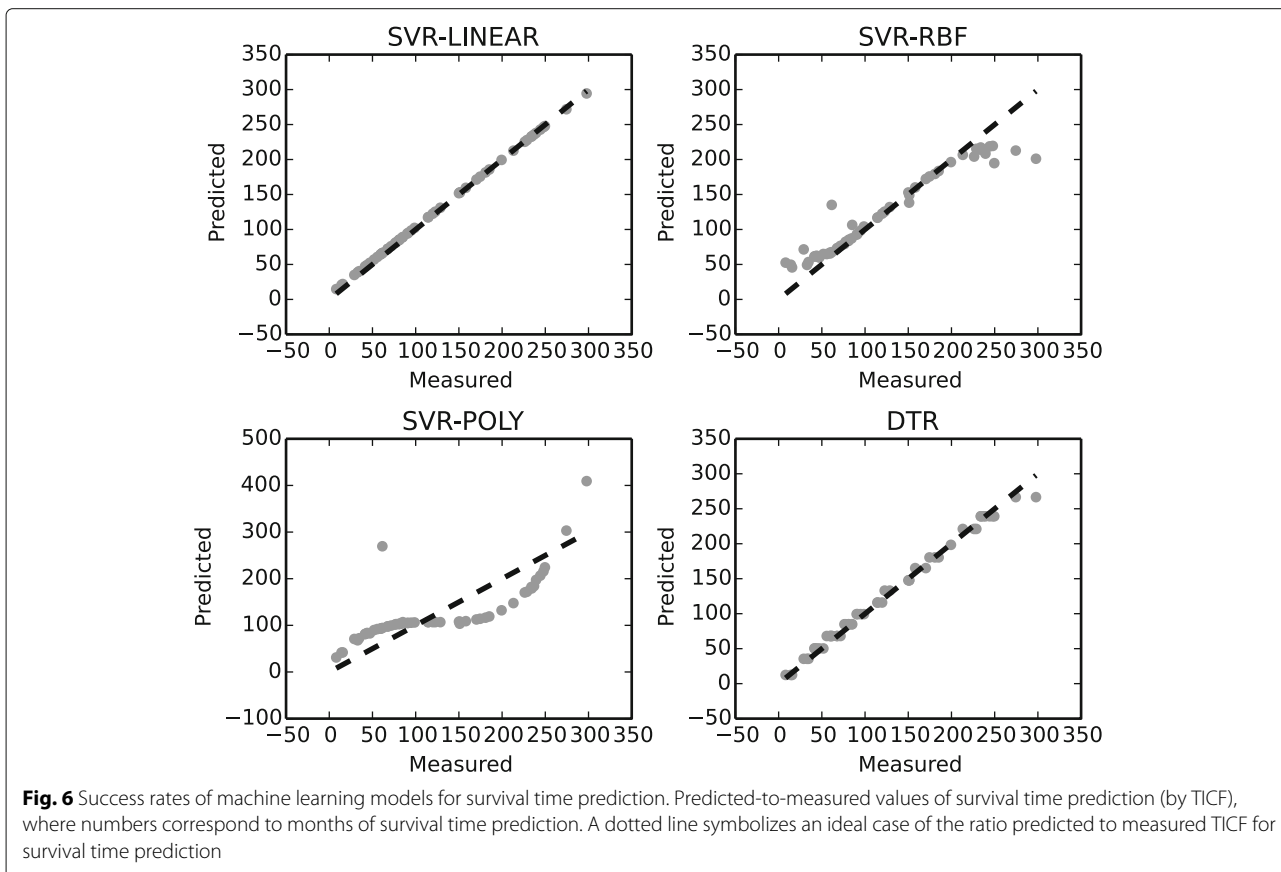 SVR-LINEAR
350
300
250
200
150
100
50
0
−50
Predicted
−50 0 50 100 150 200 250 300 350
Measured
SVR-RBF
350
300
250
200
150
100
50
0
−50
Predicted
−50 0 50 100 150 200 250 300 350
Measured
SVR-POLY
500
400
300
200
100
0
−100
Predicted
−50 0 50 100 150 200 250 300 350
Measured
DTR
350
300
250
200
150
100
50
0
−50
Predicted
−50 0 50 100 150 200 250 300 350
Measured
Fig. 6 Success rates of machine learning models for survival time prediction. Predicted-to-measured values of survival time prediction (by TICF),
where numbers correspond to months of survival time prediction. A dotted line symbolizes an ideal case of the ratio predicted to measured TICF for
survival time prediction